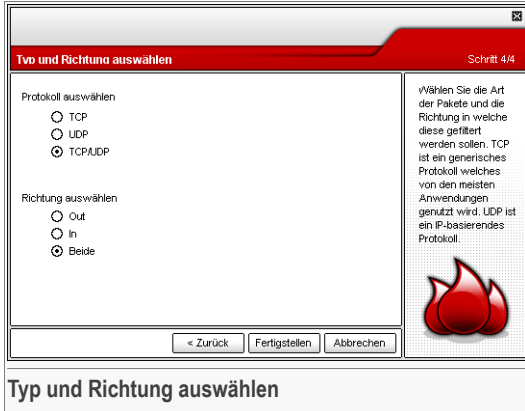 Typ und Richtung auswählen
Schritt 4/4
Protokoll auswählen
TCP
UDP
TCP/UDP
Richtung auswählen
Out
In
Beide
Wählen Sie die Art
der Pakete und die
Richtung in welche
diese gefiltert
werden sollen. TCP
ist ein generisches
Protokoll welches
von den meisten
Anwendungen
genutzt wird. UDP ist
ein IP-basierendes
Protokoll.
< Zurück
Fertigstellen
Abbrechen
Typ und Richtung auswählen